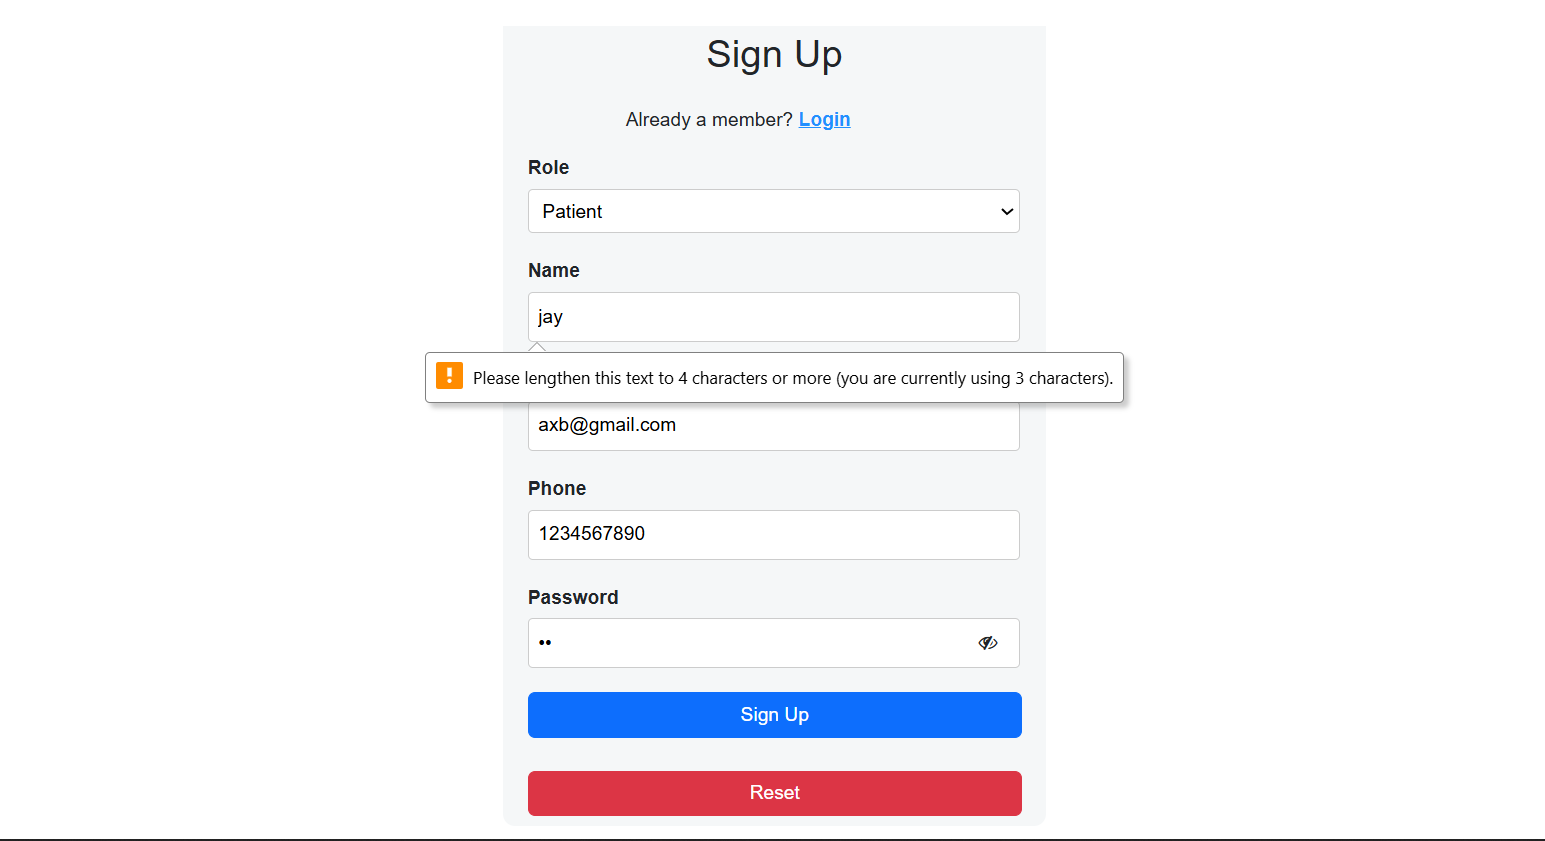 Sign Up
Already a member? Login
Role
Patient
Name
jay
Please lengthen this text to 4 characters or more (you are currently using 3 characters).
axb@gmail.com
Phone
1234567890
Password
••
Sign Up
Reset